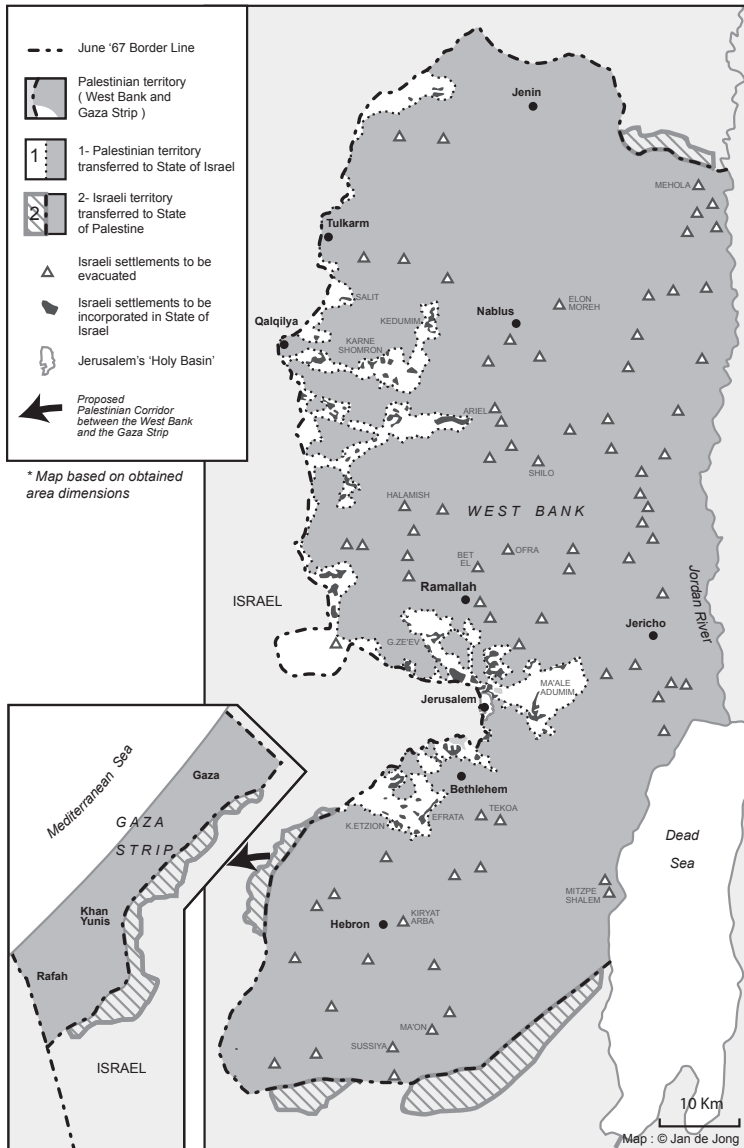 June ‘67 Border Line
Palestinian territory
( West Bank and
Gaza Strip )
1
1- Palestinian territory
transferred to State of Israel
2
2- Israeli territory
transferred to State
of Palestine
Israeli settlements to be
evacuated
Israeli settlements to be
incorporated in State of
Israel
Jerusalem’s ‘Holy Basin’
Proposed
Palestinian Corridor
between the West Bank
and the Gaza Strip
* Map based on obtained
area dimensions
Jenin
MEHOLA
Tulkarm
SALIT
ELON
MOREH
Nablus
KEDUMIM
Qalqilya
KARNE
SHOMRON
ARIEL
SHILO
HALAMISH
WEST BANK
OFRA
BET
EL
Ramallah
ISRAEL
Jordan River
Jericho
G.ZE'EV
MA'ALE
ADUMIM
Jerusalem
Bethlehem
TEKOA
EFRATA
K.ETZION
Dead
Sea
MITZPE
SHALEM
KIRYAT
ARBA
Hebron
MA'ON
SUSSIYA
Mediterranean Sea
Gaza
GAZA
STRIP
Khan
Yunis
Rafah
ISRAEL
10 Km
Map : © Jan de Jong